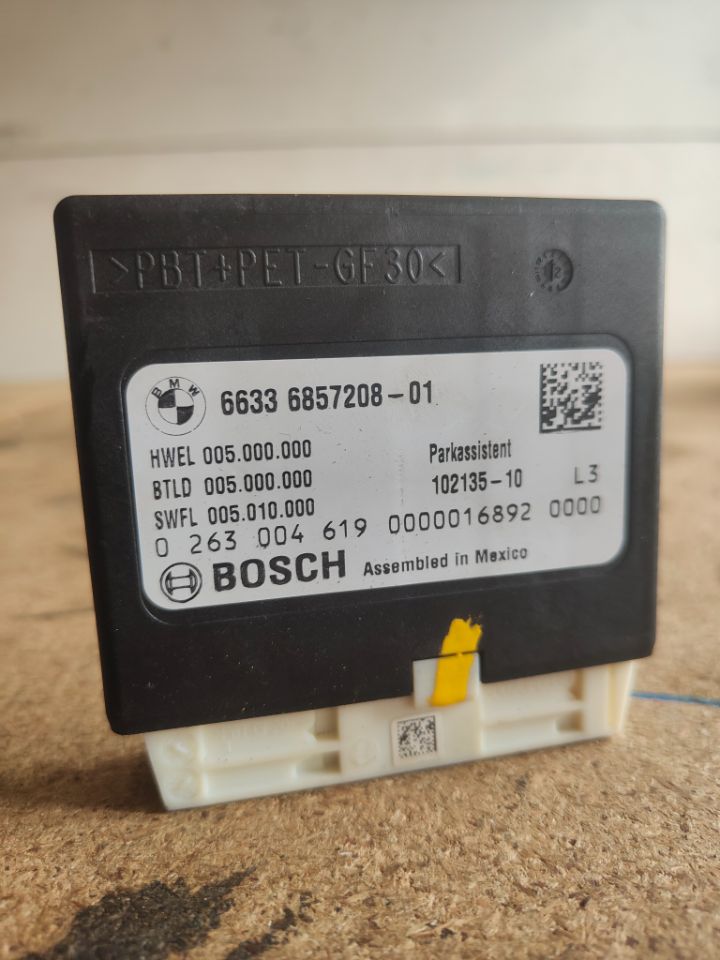 >PBT+PET-GF30<
12
BMW
6633 6857208-01
HWEL 005.000.000
Parkassistent
BTLD 005.000.000
102135-10
L3
SWFL 005.010.000
0 263 004 619 0000016892 0000
BOSCH
Assembled in Mexico